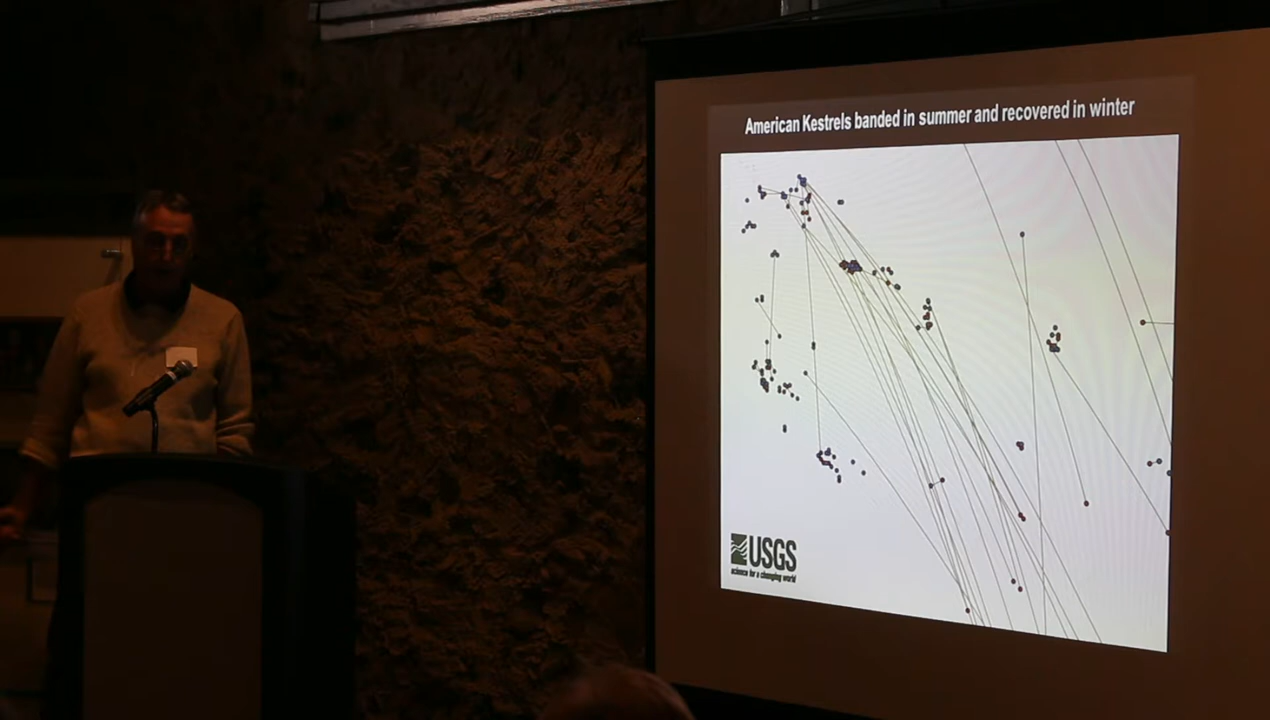 American Kestrels banded in summer and recovered in winter
USGS
science for a changing world